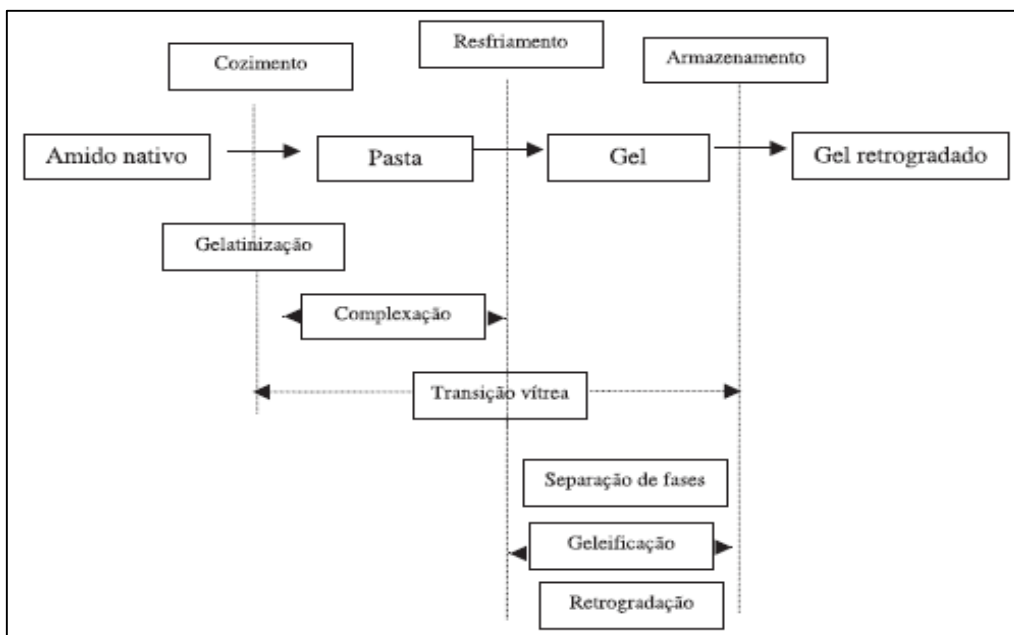 Resfriamento
Cozimento
Armazenamento
Amido nativo
Pasta
Gel
Gel retrogradado
Gelatinização
Complexação
Transição vítrea
Separação de fases
Geleificação
Retrogradação